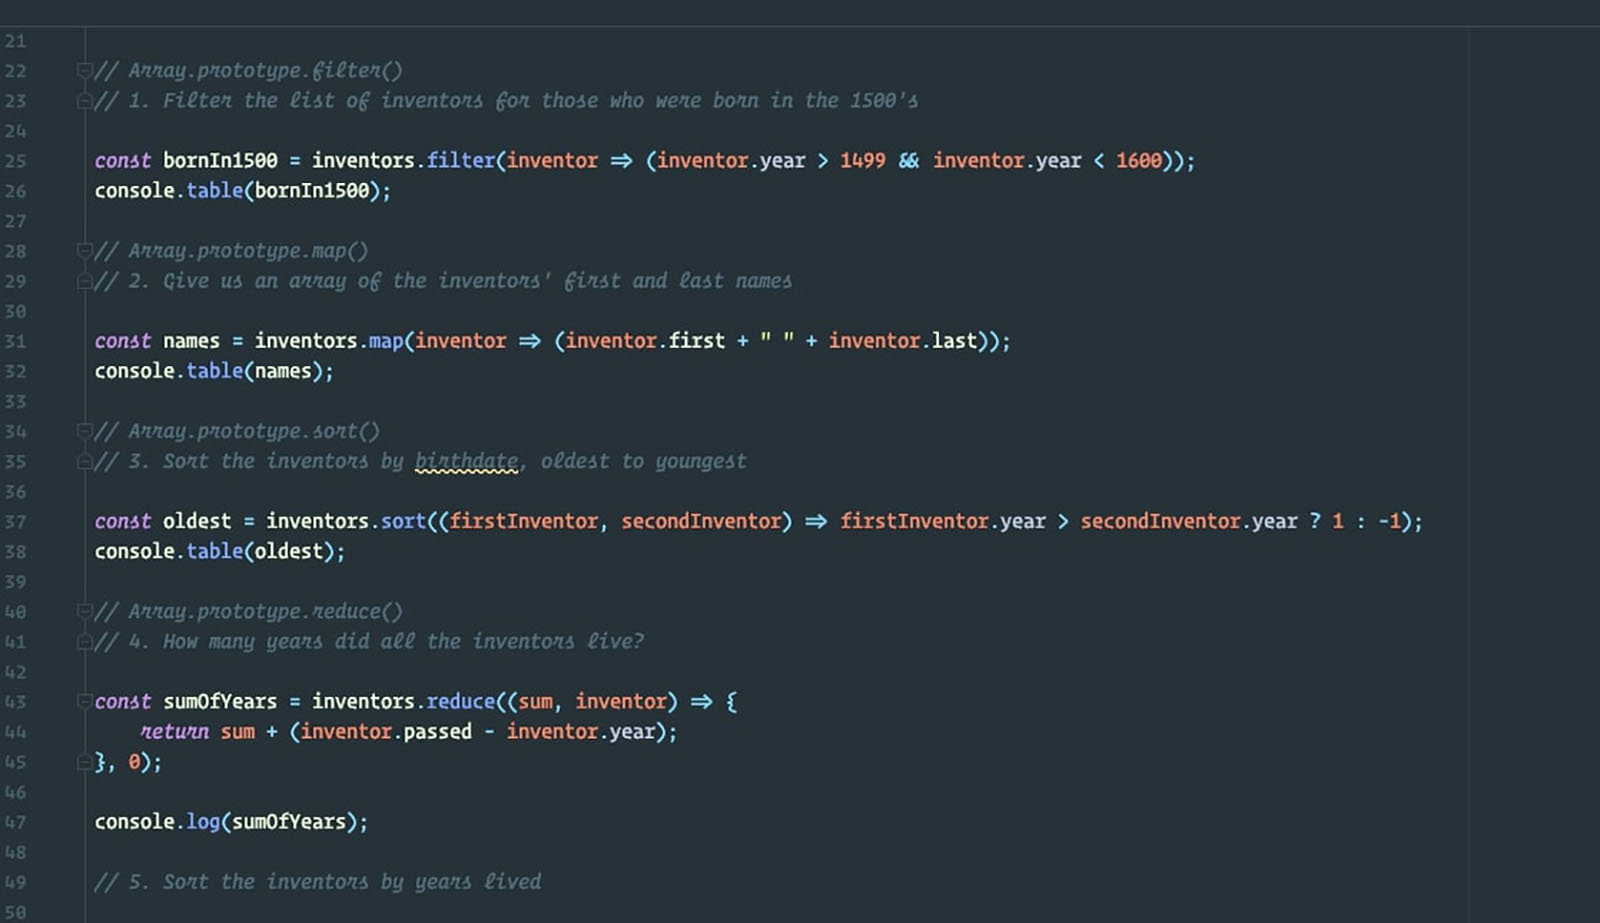 21
22 // Array.prototype.filter()
23 // 1. Filter the list of inventors for those who were born in the 1500's
24
25 const bornIn1500 = inventors.filter(inventor => (inventor.year > 1499 && inventor.year < 1600));
26 console.table(bornIn1500);
27
28 // Array.prototype.map()
29 // 2. Give us an array of the inventors' first and last names
30
31 const names = inventors.map(inventor => (inventor.first + " " + inventor.last));
32 console.table(names);
33
34 // Array.prototype.sort()
35 // 3. Sort the inventors by birthdate, oldest to youngest
36
37 const oldest = inventors.sort((firstInventor, secondInventor) => firstInventor.year > secondInventor.year ? 1 : -1);
38 console.table(oldest);
39
40 // Array.prototype.reduce()
41 // 4. How many years did all the inventors live?
42
43 const sumOfYears = inventors.reduce((sum, inventor) => {
44     return sum + (inventor.passed - inventor.year);
45 }, 0);
46
47 console.log(sumOfYears);
48
49 // 5. Sort the inventors by years lived
50